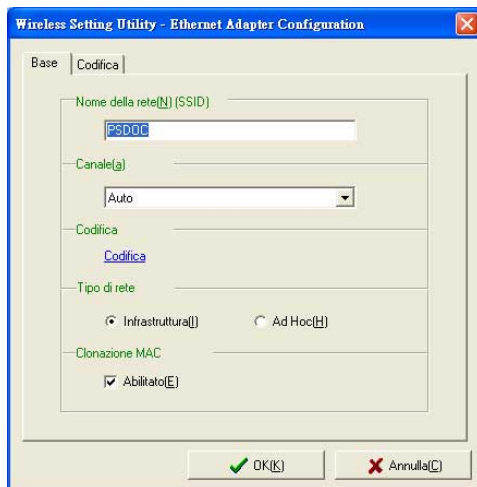 Wireless Setting Utility - Ethernet Adapter Configuration
Base Codifica
Nome della rete(N) (SSID)
PSDOC
Canale(a)
Auto
Codifica
Codifica
Tipo di rete
Infrastruttura(I) Ad Hoc(H)
Clonazione MAC
Abilitato(E)
OK(K) Annulla(C)